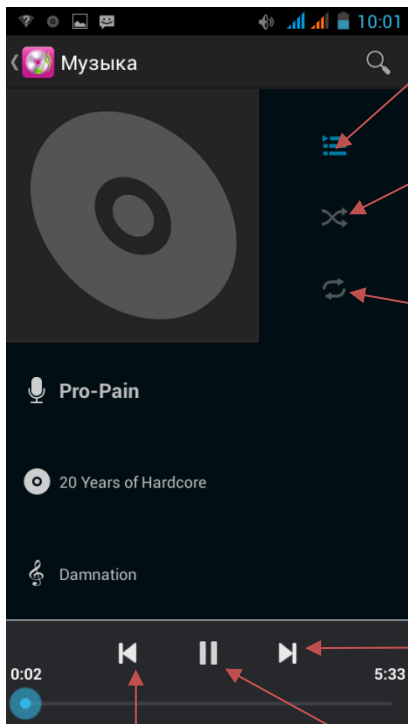 10:01
Музыка
Pro-Pain
20 Years of Hardcore
Damnation
0:02 5:33